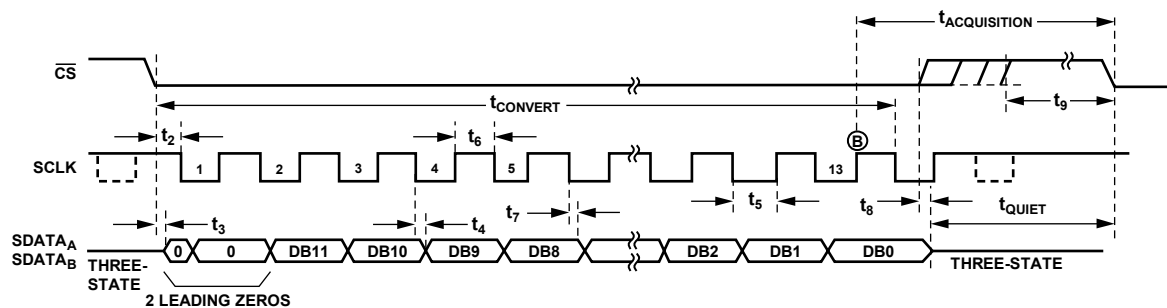 tACQUISITION
CS
tCONVERT
t9
t2
t6
B
SCLK
1 2 3 4 5 13
t3
t4
t7
t5
t8
tQUIET
SDATAA
SDATAB
0 0 DB11 DB10 DB9 DB8 DB2 DB1 DB0
THREE-
STATE
THREE-STATE
2 LEADING ZEROS